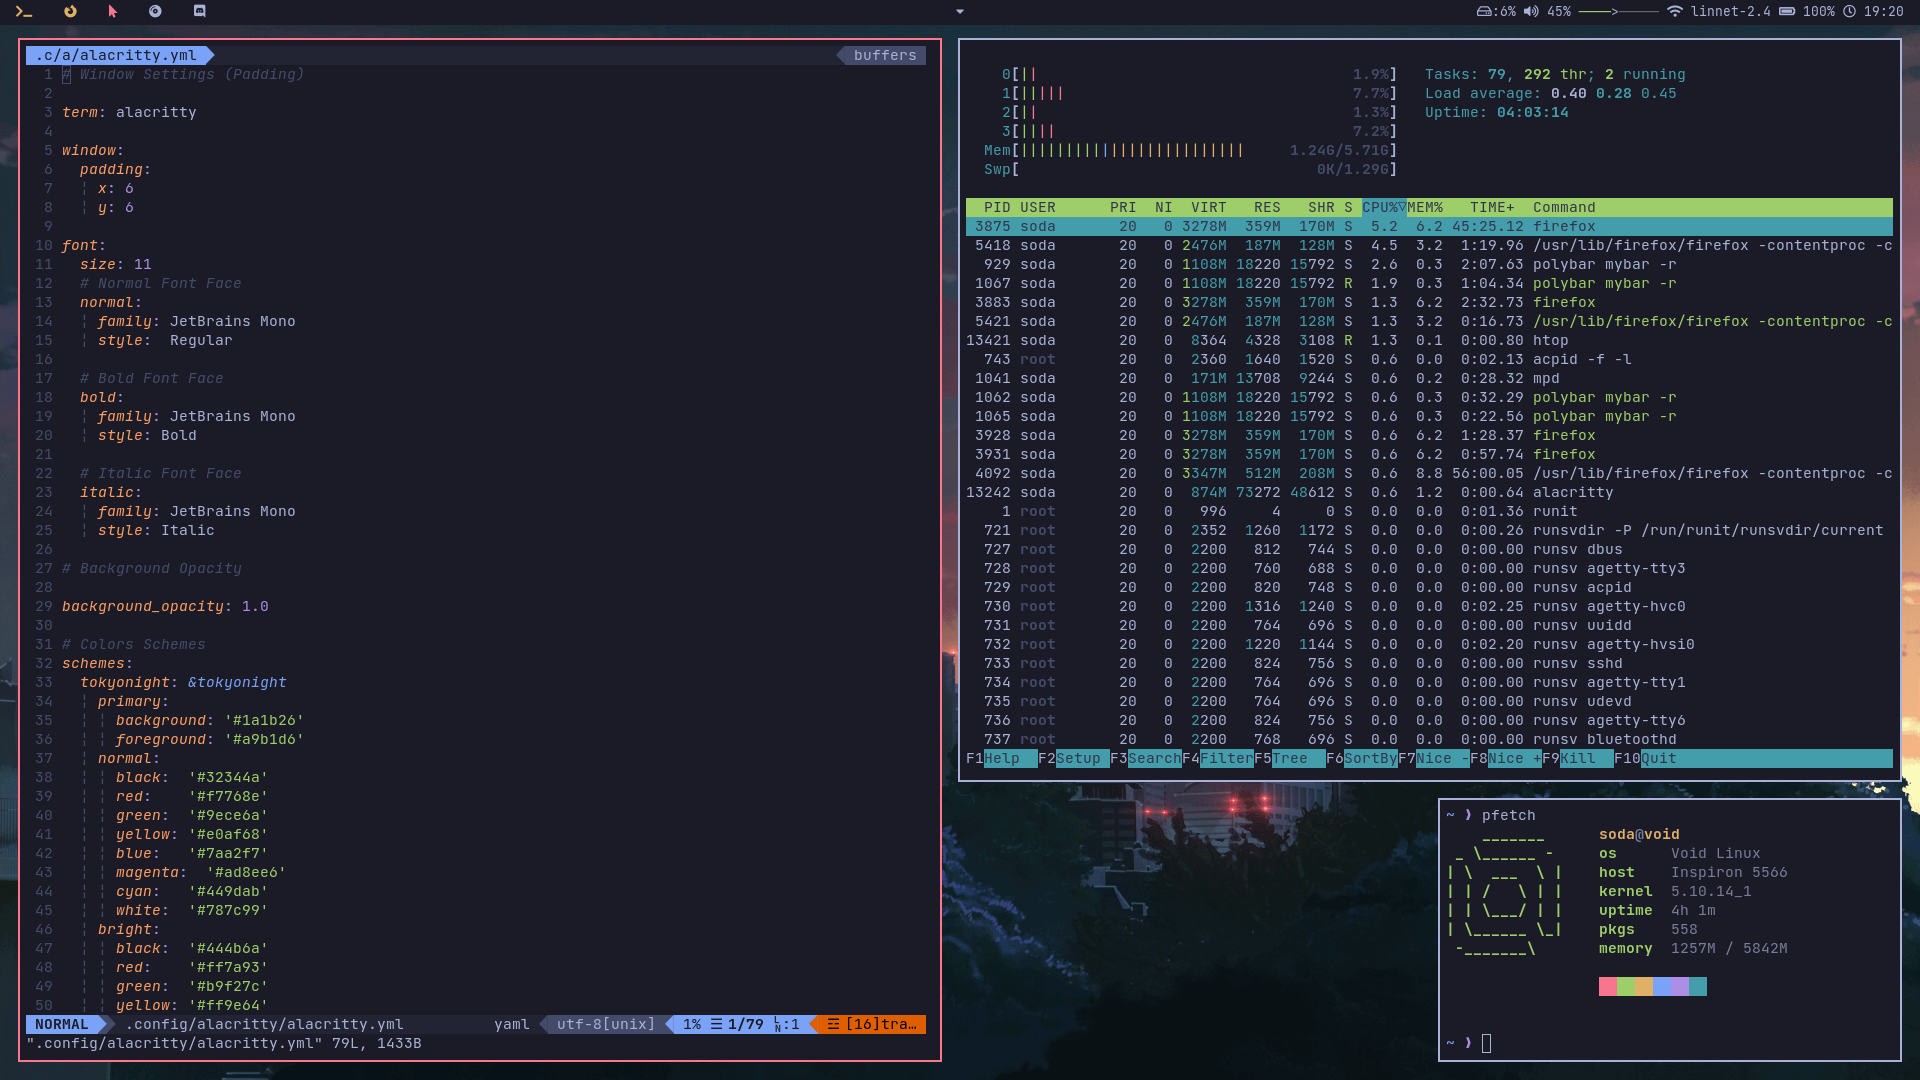 :6% 45% linnet-2.4 100% 19:20
.c/a/alacritty.yml buffers
1 # Window Settings (Padding)
2
3 term: alacritty
4
5 window:
6 padding:
7 x: 6
8 y: 6
9
10 font:
11 size: 11
12 # Normal Font Face
13 normal:
14 family: JetBrains Mono
15 style:  Regular
16
17 # Bold Font Face
18 bold:
19 family: JetBrains Mono
20 style: Bold
21
22 # Italic Font Face
23 italic:
24 family: JetBrains Mono
25 style: Italic
26
27 # Background Opacity
28
29 background_opacity: 1.0
30
31 # Colors Schemes
32 schemes:
33 tokyonight: &tokyonight
34 primary:
35 background: '#1a1b26'
36 foreground: '#a9b1d6'
37 normal:
38 black:  '#32344a'
39 red:    '#f7768e'
40 green:  '#9ece6a'
41 yellow: '#e0af68'
42 blue:   '#7aa2f7'
43 magenta:  '#ad8ee6'
44 cyan:   '#449dab'
45 white:  '#787c99'
46 bright:
47 black:  '#444b6a'
48 red:    '#ff7a93'
49 green:  '#b9f27c'
50 yellow: '#ff9e64'
NORMAL .config/alacritty/alacritty.yml yaml utf-8[unix] 1% ☰ 1/79 LN:1 ☲ [16]tra…
".config/alacritty/alacritty.yml" 79L, 1433B
0[|| 1.9%] Tasks: 79, 292 thr; 2 running
1[||||| 7.7%] Load average: 0.40 0.28 0.45
2[|| 1.3%] Uptime: 04:03:14
3[|||| 7.2%]
Mem[||||||||||||||||||||||||| 1.24G/5.71G]
Swp[ 0K/1.29G]
PID USER PRI NI VIRT RES SHR S CPU%▽MEM% TIME+ Command
3875 soda 20 0 3278M 359M 170M S 5.2 6.2 45:25.12 firefox
5418 soda 20 0 2476M 187M 128M S 4.5 3.2 1:19.96 /usr/lib/firefox/firefox -contentproc -c
929 soda 20 0 1108M 18220 15792 S 2.6 0.3 2:07.63 polybar mybar -r
1067 soda 20 0 1108M 18220 15792 R 1.9 0.3 1:04.34 polybar mybar -r
3883 soda 20 0 3278M 359M 170M S 1.3 6.2 2:32.73 firefox
5421 soda 20 0 2476M 187M 128M S 1.3 3.2 0:16.73 /usr/lib/firefox/firefox -contentproc -c
13421 soda 20 0 8364 4328 3108 R 1.3 0.1 0:00.80 htop
743 root 20 0 2360 1640 1520 S 0.6 0.0 0:02.13 acpid -f -l
1041 soda 20 0 171M 13708 9244 S 0.6 0.2 0:28.32 mpd
1062 soda 20 0 1108M 18220 15792 S 0.6 0.3 0:32.29 polybar mybar -r
1065 soda 20 0 1108M 18220 15792 S 0.6 0.3 0:22.56 polybar mybar -r
3928 soda 20 0 3278M 359M 170M S 0.6 6.2 1:28.37 firefox
3931 soda 20 0 3278M 359M 170M S 0.6 6.2 0:57.74 firefox
4092 soda 20 0 3347M 512M 208M S 0.6 8.8 56:00.05 /usr/lib/firefox/firefox -contentproc -c
13242 soda 20 0 874M 73272 48612 S 0.6 1.2 0:00.64 alacritty
1 root 20 0 996 4 0 S 0.0 0.0 0:01.36 runit
721 root 20 0 2352 1260 1172 S 0.0 0.0 0:00.26 runsvdir -P /run/runit/runsvdir/current
727 root 20 0 2200 812 744 S 0.0 0.0 0:00.00 runsv dbus
728 root 20 0 2200 760 688 S 0.0 0.0 0:00.00 runsv agetty-tty3
729 root 20 0 2200 820 748 S 0.0 0.0 0:00.00 runsv acpid
730 root 20 0 2200 1316 1240 S 0.0 0.0 0:02.25 runsv agetty-hvc0
731 root 20 0 2200 764 696 S 0.0 0.0 0:00.00 runsv uuidd
732 root 20 0 2200 1220 1144 S 0.0 0.0 0:02.20 runsv agetty-hvsi0
733 root 20 0 2200 824 756 S 0.0 0.0 0:00.00 runsv sshd
734 root 20 0 2200 764 696 S 0.0 0.0 0:00.00 runsv agetty-tty1
735 root 20 0 2200 764 696 S 0.0 0.0 0:00.00 runsv udevd
736 root 20 0 2200 824 756 S 0.0 0.0 0:00.00 runsv agetty-tty6
737 root 20 0 2200 768 696 S 0.0 0.0 0:00.00 runsv bluetoothd
F1Help F2Setup F3SearchF4FilterF5Tree F6SortByF7Nice -F8Nice +F9Kill F10Quit
~ ❯ pfetch
soda@void
os Void Linux
host Inspiron 5566
kernel 5.10.14_1
uptime 4h 1m
pkgs 558
memory 1257M / 5842M
~ ❯